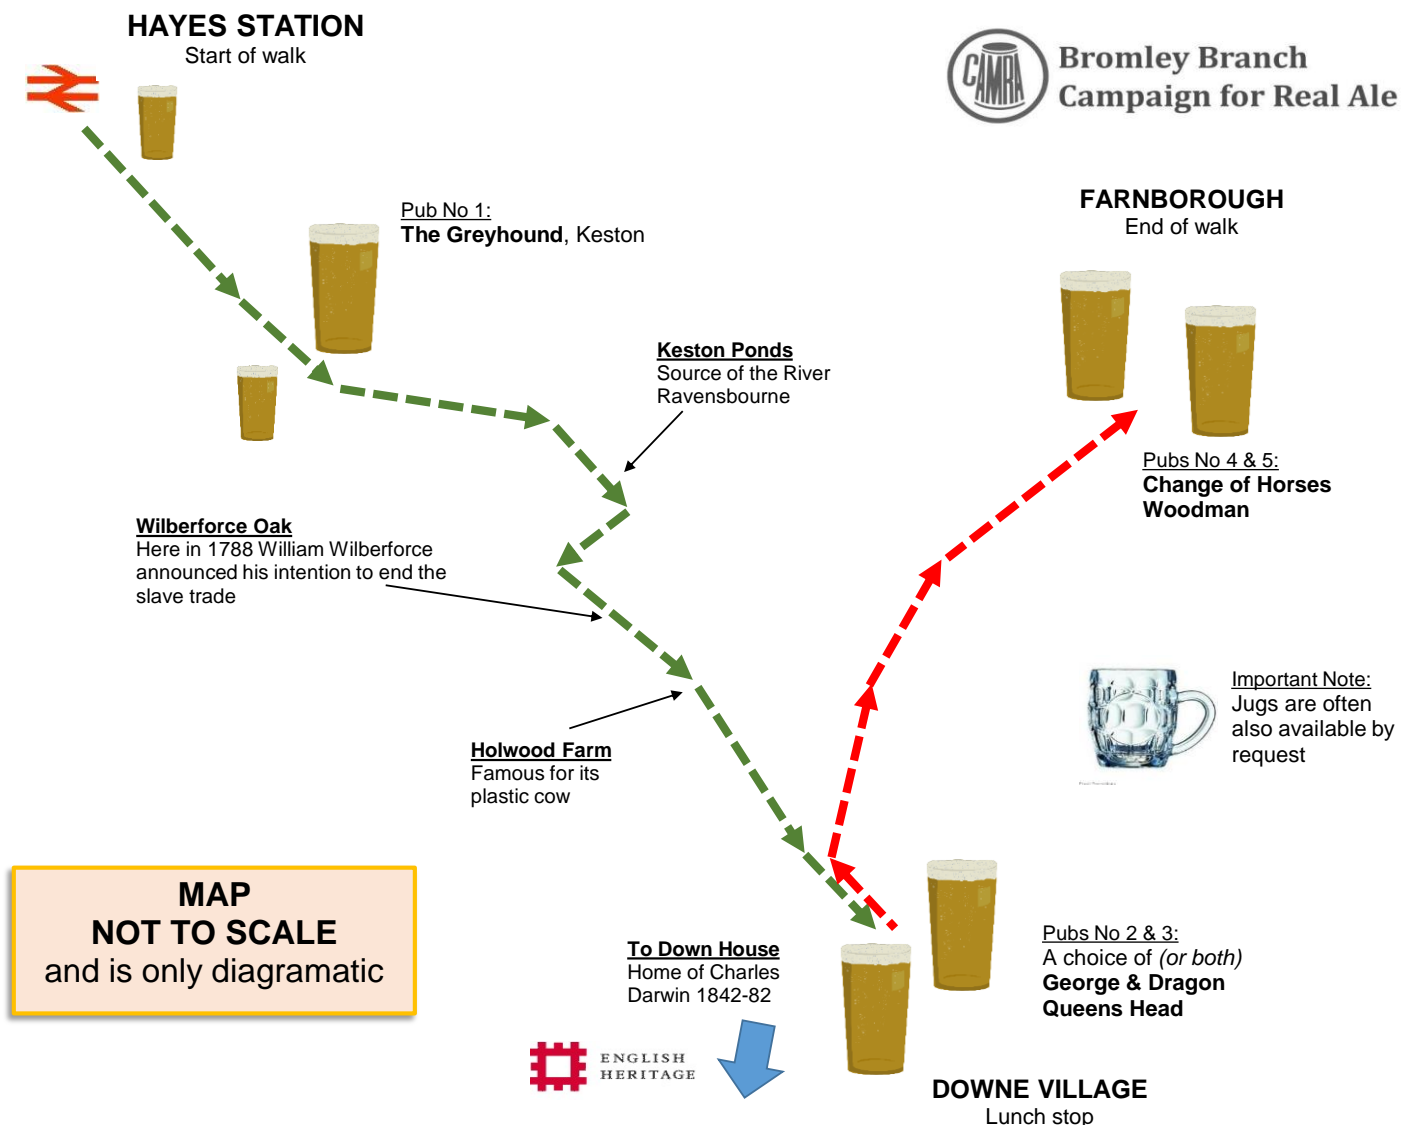 HAYES STATION
Start of walk
CAMRA
Bromley Branch
Campaign for Real Ale
Pub No 1:
The Greyhound, Keston
FARNBOROUGH
End of walk
Keston Ponds
Source of the River
Ravensbourne
Pubs No 4 & 5:
Change of Horses
Woodman
Wilberforce Oak
Here in 1788 William Wilberforce
announced his intention to end the
slave trade
Important Note:
Jugs are often
also available by
request
Holwood Farm
Famous for its
plastic cow
MAP
NOT TO SCALE
and is only diagramatic
To Down House
Home of Charles
Darwin 1842-82
ENGLISH
HERITAGE
Pubs No 2 & 3:
A choice of (or both)
George & Dragon
Queens Head
DOWNE VILLAGE
Lunch stop